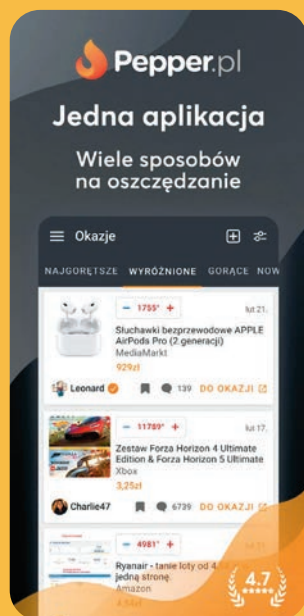 Pepper.pl
Jedna aplikacja
Wiele sposobów
na oszczędzanie
Okazje
NAJGORĘTSZE WYRÓŻNIONE GORĄCE NOW
1755° lut 21.
Słuchawki bezprzewodowe APPLE
AirPods Pro (2 generacji)
MediaMarkt
929zł
Leonard 139 DO OKAZJI
11789° lut 17.
Zestaw Forza Horizon 4 Ultimate
Edition & Forza Horizon 5 Ultimate
Xbox
3,25zł
Charlie47 6739 DO OKAZJI
4981°
Ryanair - tanie loty od
jedną stronę
Amazon
4.7